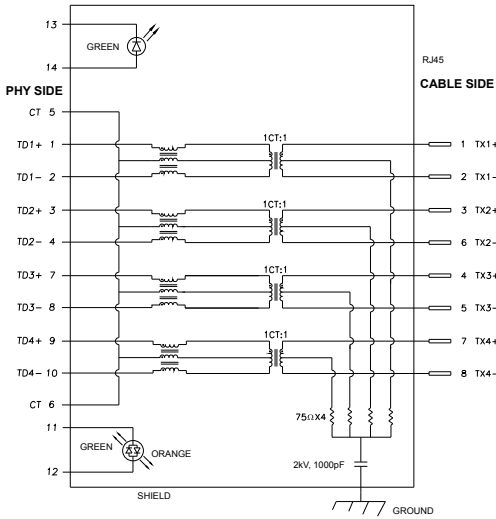 13
GREEN
14
RJ45
PHY SIDE
CABLE SIDE
CT 5
1CT:1
TD1+ 1
1 TX1+
TD1- 2
2 TX1-
1CT:1
TD2+ 3
3 TX2+
TD2- 4
6 TX2-
1CT:1
TD3+ 7
4 TX3+
TD3- 8
5 TX3-
1CT:1
TD4+ 9
7 TX4+
TD4- 10
8 TX4-
CT 6
75ΩX4
11
GREEN
ORANGE
12
2kV, 1000pF
SHIELD
GROUND